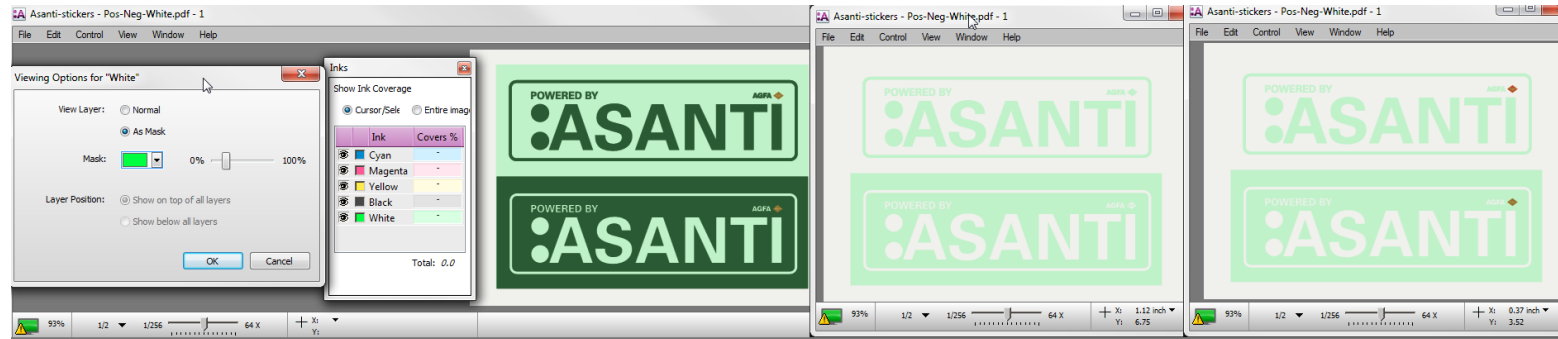 Asanti-stickers - Pos-Neg-White.pdf - 1
File Edit Control View Window Help
Viewing Options for "White"
View Layer: Normal
As Mask
Mask: 0% 100%
Layer Position: Show on top of all layers
Show below all layers
OK Cancel
Inks
Show Ink Coverage
Cursor/Sele Entire imag
Ink Covers %
Cyan -
Magenta -
Yellow -
Black -
White -
Total: 0.0
POWERED BY AGFA
:ASANTI
POWERED BY AGFA
:ASANTI
93% 1/2 1/256 64 X X:
Y:
Asanti-stickers - Pos-Neg-White.pdf - 1
File Edit Control View Window Help
POWERED BY AGFA
:ASANTI
POWERED BY AGFA
:ASANTI
93% 1/2 1/256 64 X X: 1.12 inch
Y: 6.75
Asanti-stickers - Pos-Neg-White.pdf - 1
File Edit Control View Window Help
POWERED BY AGFA
:ASANTI
POWERED BY AGFA
:ASANTI
93% 1/2 1/256 64 X X: 0.37 inch
Y: 3.52